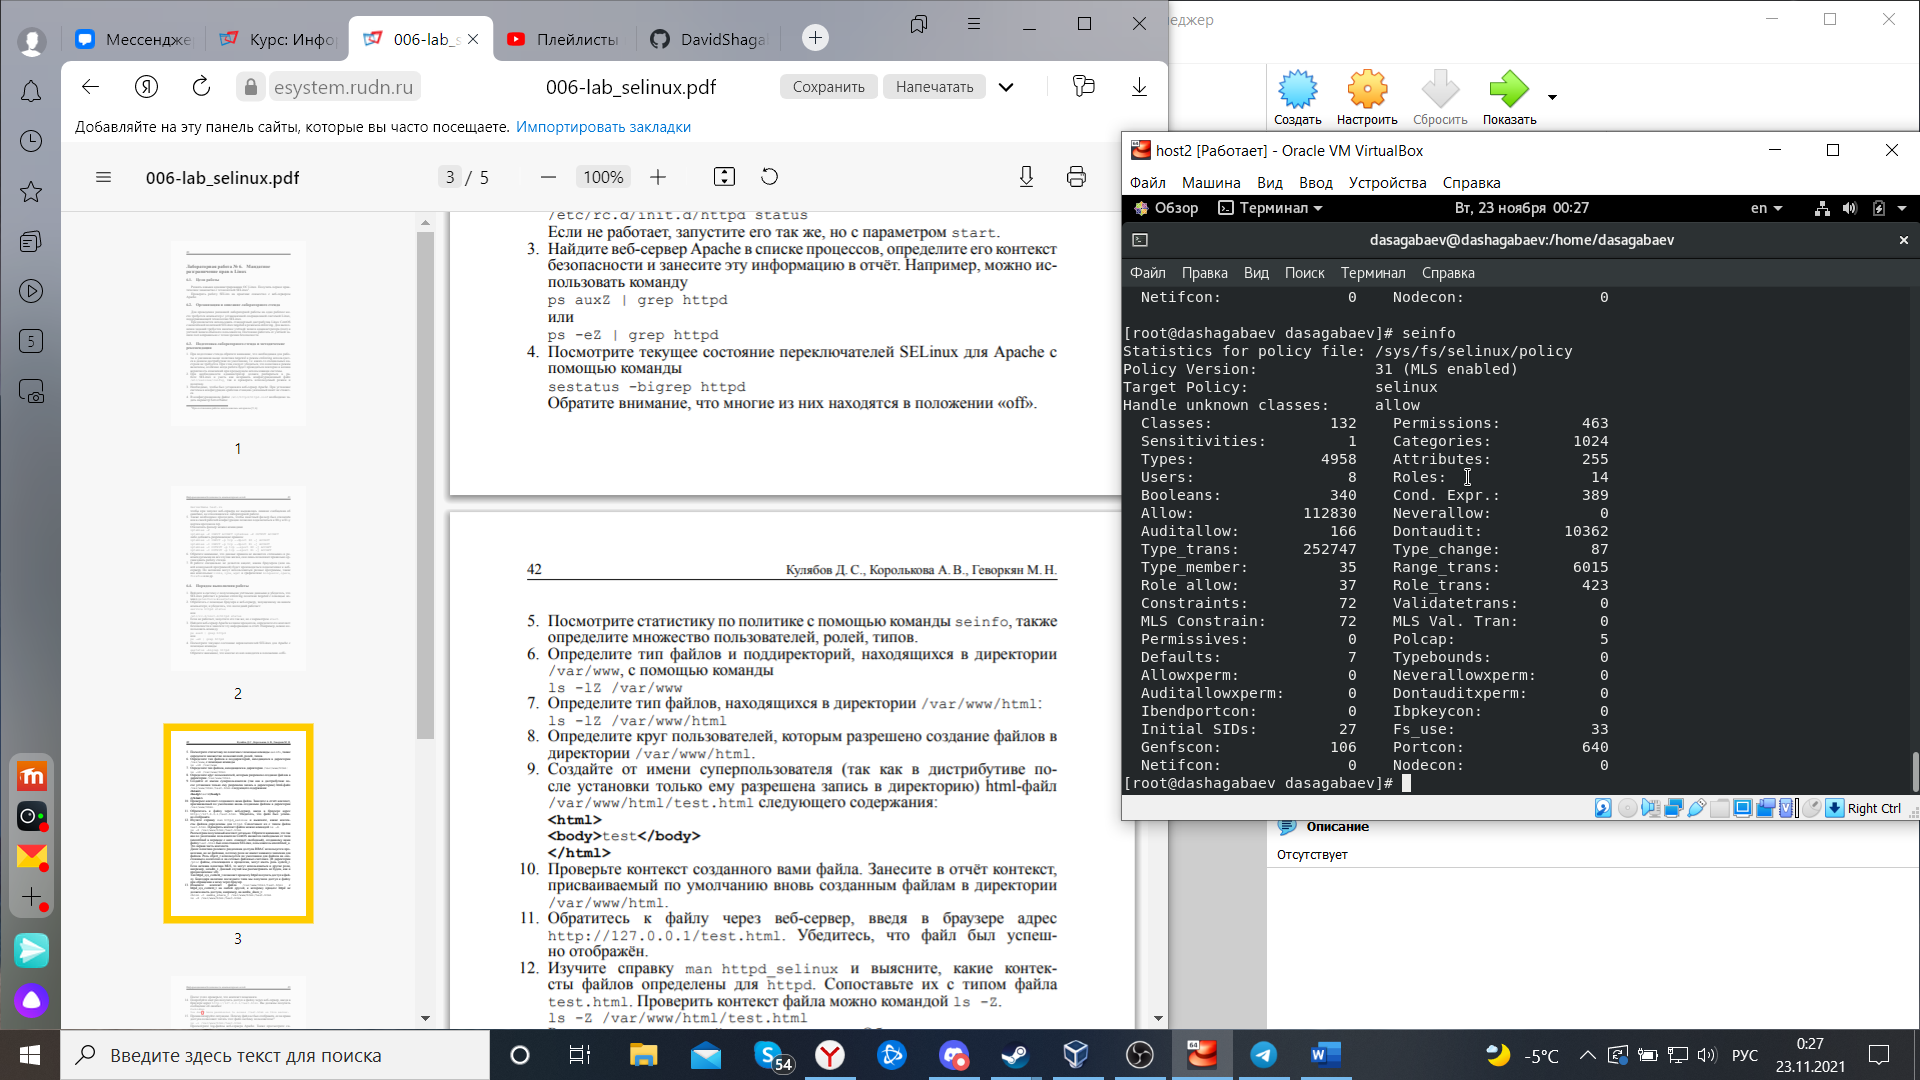 Мессендже
Курс: Инфо
006-lab_s
Плейлисты
DavidShaga
esystem.rudn.ru
006-lab_selinux.pdf
Сохранить
Напечатать
Добавляйте на эту панель сайты, которые вы часто посещаете. Импортировать закладки
006-lab_selinux.pdf
3 / 5
100%
5
1
2
3
/etc/rc.d/init.d/httpd status
Если не работает, запустите его так же, но с параметром start.
3. Найдите веб-сервер Apache в списке процессов, определите его контекст
безопасности и занесите эту информацию в отчёт. Например, можно ис-
пользовать команду
ps auxZ | grep httpd
или
ps -eZ | grep httpd
4. Посмотрите текущее состояние переключателей SELinux для Apache с
помощью команды
sestatus -bigrep httpd
Обратите внимание, что многие из них находятся в положении «off».
42 Кулябов Д. С., Королькова А. В., Геворкян М. Н.
5. Посмотрите статистику по политике с помощью команды seinfo, также
определите множество пользователей, ролей, типов.
6. Определите тип файлов и поддиректорий, находящихся в директории
/var/www, с помощью команды
ls -lZ /var/www
7. Определите тип файлов, находящихся в директории /var/www/html:
ls -lZ /var/www/html
8. Определите круг пользователей, которым разрешено создание файлов в
директории /var/www/html.
9. Создайте от имени суперпользователя (так как в дистрибутиве по-
сле установки только ему разрешена запись в директорию) html-файл
/var/www/html/test.html следующего содержания:
<html>
<body>test</body>
</html>
10. Проверьте контекст созданного вами файла. Занесите в отчёт контекст,
присваиваемый по умолчанию вновь созданным файлам в директории
/var/www/html.
11. Обратитесь к файлу через веб-сервер, введя в браузере адрес
http://127.0.0.1/test.html. Убедитесь, что файл был успеш-
но отображён.
12. Изучите справку man httpd_selinux и выясните, какие контек-
сты файлов определены для httpd. Сопоставьте их с типом файла
test.html. Проверить контекст файла можно командой ls -Z.
ls -Z /var/www/html/test.html
еджер
Создать
Настроить
Сбросить
Показать
host2 [Работает] - Oracle VM VirtualBox
Файл Машина Вид Ввод Устройства Справка
Обзор Терминал Вт, 23 ноября 00:27 en
dasagabaev@dashagabaev:/home/dasagabaev
Файл Правка Вид Поиск Терминал Справка
Netifcon: 0 Nodecon: 0
[root@dashagabaev dasagabaev]# seinfo
Statistics for policy file: /sys/fs/selinux/policy
Policy Version: 31 (MLS enabled)
Target Policy: selinux
Handle unknown classes: allow
Classes: 132 Permissions: 463
Sensitivities: 1 Categories: 1024
Types: 4958 Attributes: 255
Users: 8 Roles: 14
Booleans: 340 Cond. Expr.: 389
Allow: 112830 Neverallow: 0
Auditallow: 166 Dontaudit: 10362
Type_trans: 252747 Type_change: 87
Type_member: 35 Range_trans: 6015
Role allow: 37 Role_trans: 423
Constraints: 72 Validatetrans: 0
MLS Constrain: 72 MLS Val. Tran: 0
Permissives: 0 Polcap: 5
Defaults: 7 Typebounds: 0
Allowxperm: 0 Neverallowxperm: 0
Auditallowxperm: 0 Dontauditxperm: 0
Ibendportcon: 0 Ibpkeycon: 0
Initial SIDs: 27 Fs_use: 33
Genfscon: 106 Portcon: 640
Netifcon: 0 Nodecon: 0
[root@dashagabaev dasagabaev]#
Right Ctrl
Описание
Отсутствует
Введите здесь текст для поиска
54
-5°C
РУС
0:27
23.11.2021